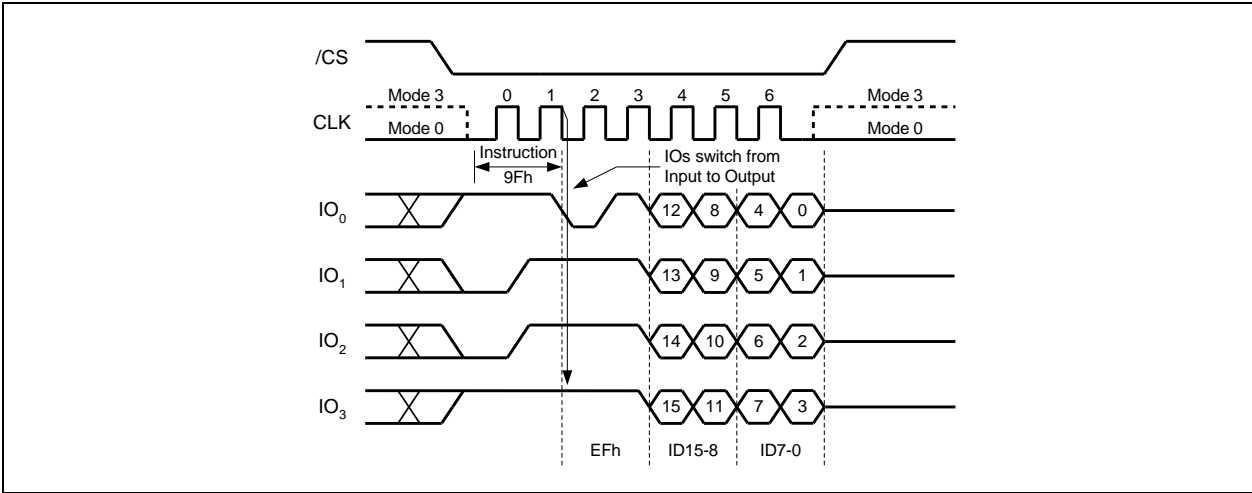 /CS
Mode 3 0 1 2 3 4 5 6 Mode 3
CLK
Mode 0 Mode 0
Instruction
9Fh
IOs switch from
Input to Output
IO0 12 8 4 0
IO1 13 9 5 1
IO2 14 10 6 2
IO3 15 11 7 3
EFh ID15-8 ID7-0